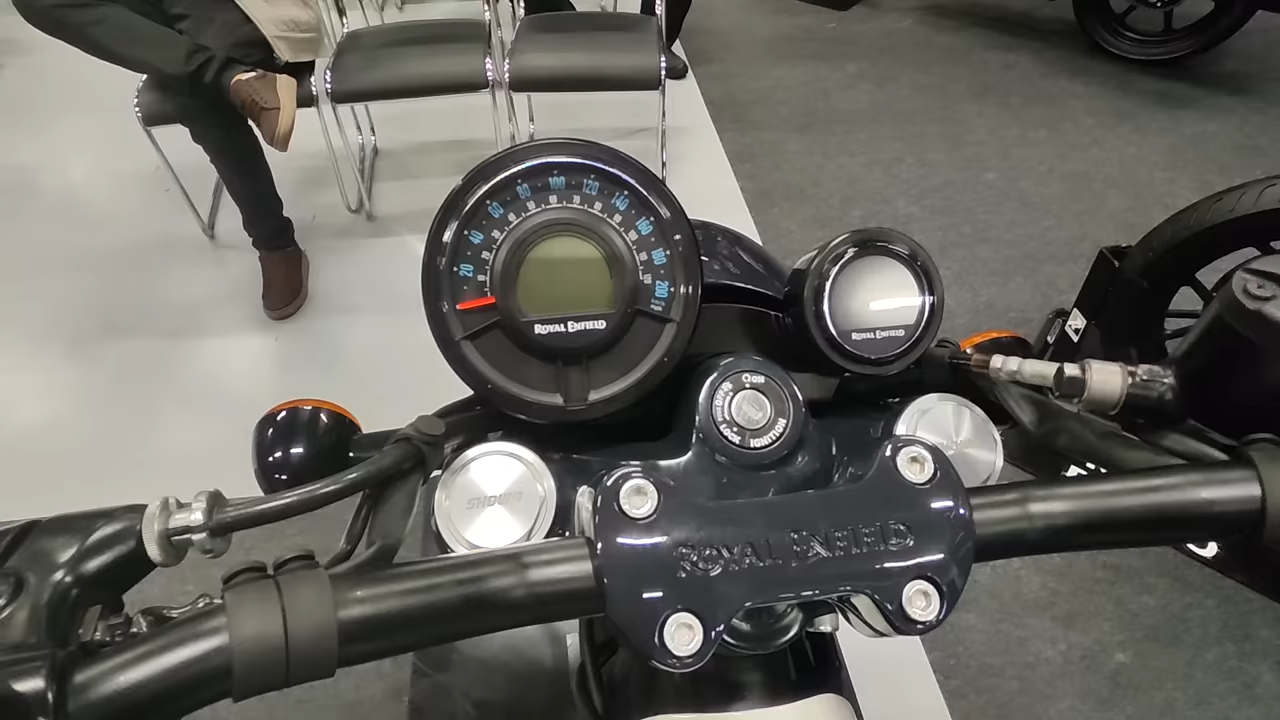 20
40
60
80
100
120
140
160
180
200
ROYAL ENFIELD
ROYAL ENFIELD
ON
OFF
LOCK
IGNITION
SHOWA
ROYAL ENFIELD